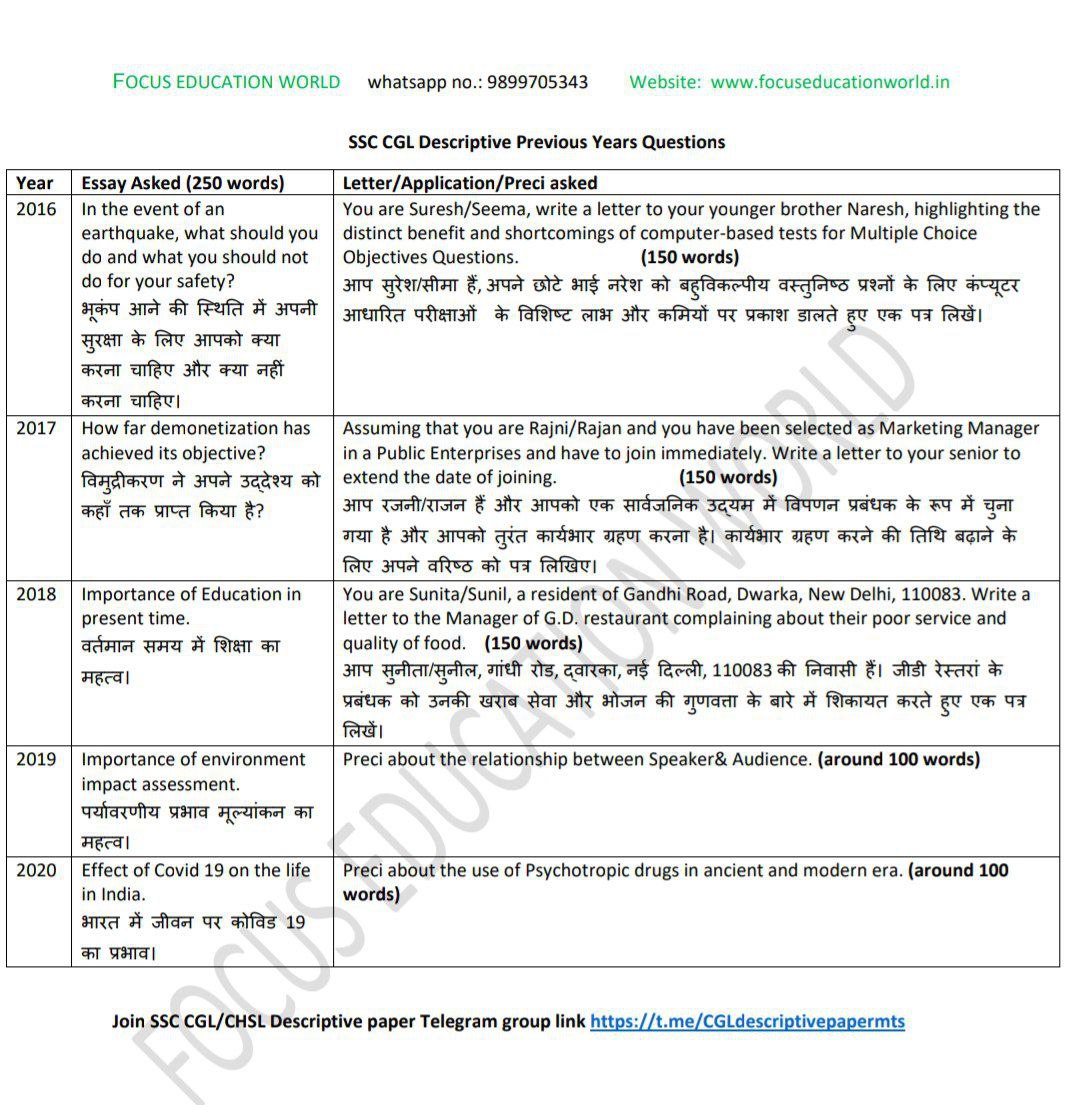 FOCUS EDUCATION WORLD whatsapp no.: 9899705343 Website: www.focuseducationworld.in
SSC CGL Descriptive Previous Years Questions
Year Essay Asked (250 words) Letter/Application/Preci asked
2016
In the event of an
earthquake, what should you
do and what you should not
do for your safety?
भूकंप आने की स्थिति में अपनी
सुरक्षा के लिए आपको क्या
करना चाहिए और क्या नहीं
करना चाहिए।
You are Suresh/Seema, write a letter to your younger brother Naresh, highlighting the
distinct benefit and shortcomings of computer-based tests for Multiple Choice
Objectives Questions. (150 words)
आप सुरेश/सीमा हैं, अपने छोटे भाई नरेश को बहुविकल्पीय वस्तुनिष्ठ प्रश्नों के लिए कंप्यूटर
आधारित परीक्षाओं के विशिष्ट लाभ और कमियों पर प्रकाश डालते हुए एक पत्र लिखें।
2017
How far demonetization has
achieved its objective?
विमुद्रीकरण ने अपने उद्देश्य को
कहाँ तक प्राप्त किया है?
Assuming that you are Rajni/Rajan and you have been selected as Marketing Manager
in a Public Enterprises and have to join immediately. Write a letter to your senior to
extend the date of joining. (150 words)
आप रजनी/राजन हैं और आपको एक सार्वजनिक उद्यम में विपणन प्रबंधक के रूप में चुना
गया है और आपको तुरंत कार्यभार ग्रहण करना है। कार्यभार ग्रहण करने की तिथि बढ़ाने के
लिए अपने वरिष्ठ को पत्र लिखिए।
2018
Importance of Education in
present time.
वर्तमान समय में शिक्षा का
महत्व।
You are Sunita/Sunil, a resident of Gandhi Road, Dwarka, New Delhi, 110083. Write a
letter to the Manager of G.D. restaurant complaining about their poor service and
quality of food. (150 words)
आप सुनीता/सुनील, गांधी रोड, द्वारका, नई दिल्ली, 110083 की निवासी हैं। जीडी रेस्तरां के
प्रबंधक को उनकी खराब सेवा और भोजन की गुणवत्ता के बारे में शिकायत करते हुए एक पत्र
लिखें।
2019
Importance of environment
impact assessment.
पर्यावरणीय प्रभाव मूल्यांकन का
महत्व।
Preci about the relationship between Speaker& Audience. (around 100 words)
2020
Effect of Covid 19 on the life
in India.
भारत में जीवन पर कोविड 19
का प्रभाव।
Preci about the use of Psychotropic drugs in ancient and modern era. (around 100
words)
Join SSC CGL/CHSL Descriptive paper Telegram group link https://t.me/CGLdescriptivepapermts
FOCUS EDUCATION WORLD